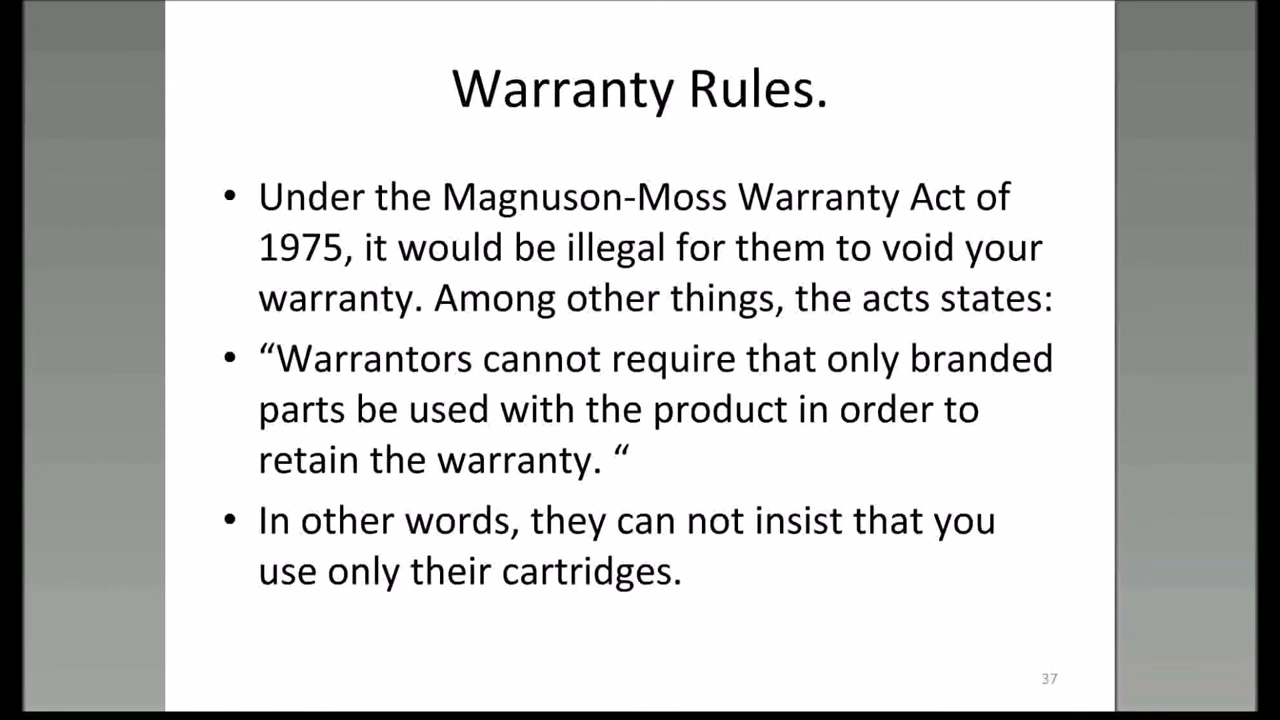 Warranty Rules.
• Under the Magnuson-Moss Warranty Act of
1975, it would be illegal for them to void your
warranty. Among other things, the acts states:
• “Warrantors cannot require that only branded
parts be used with the product in order to
retain the warranty. “
• In other words, they can not insist that you
use only their cartridges.
37